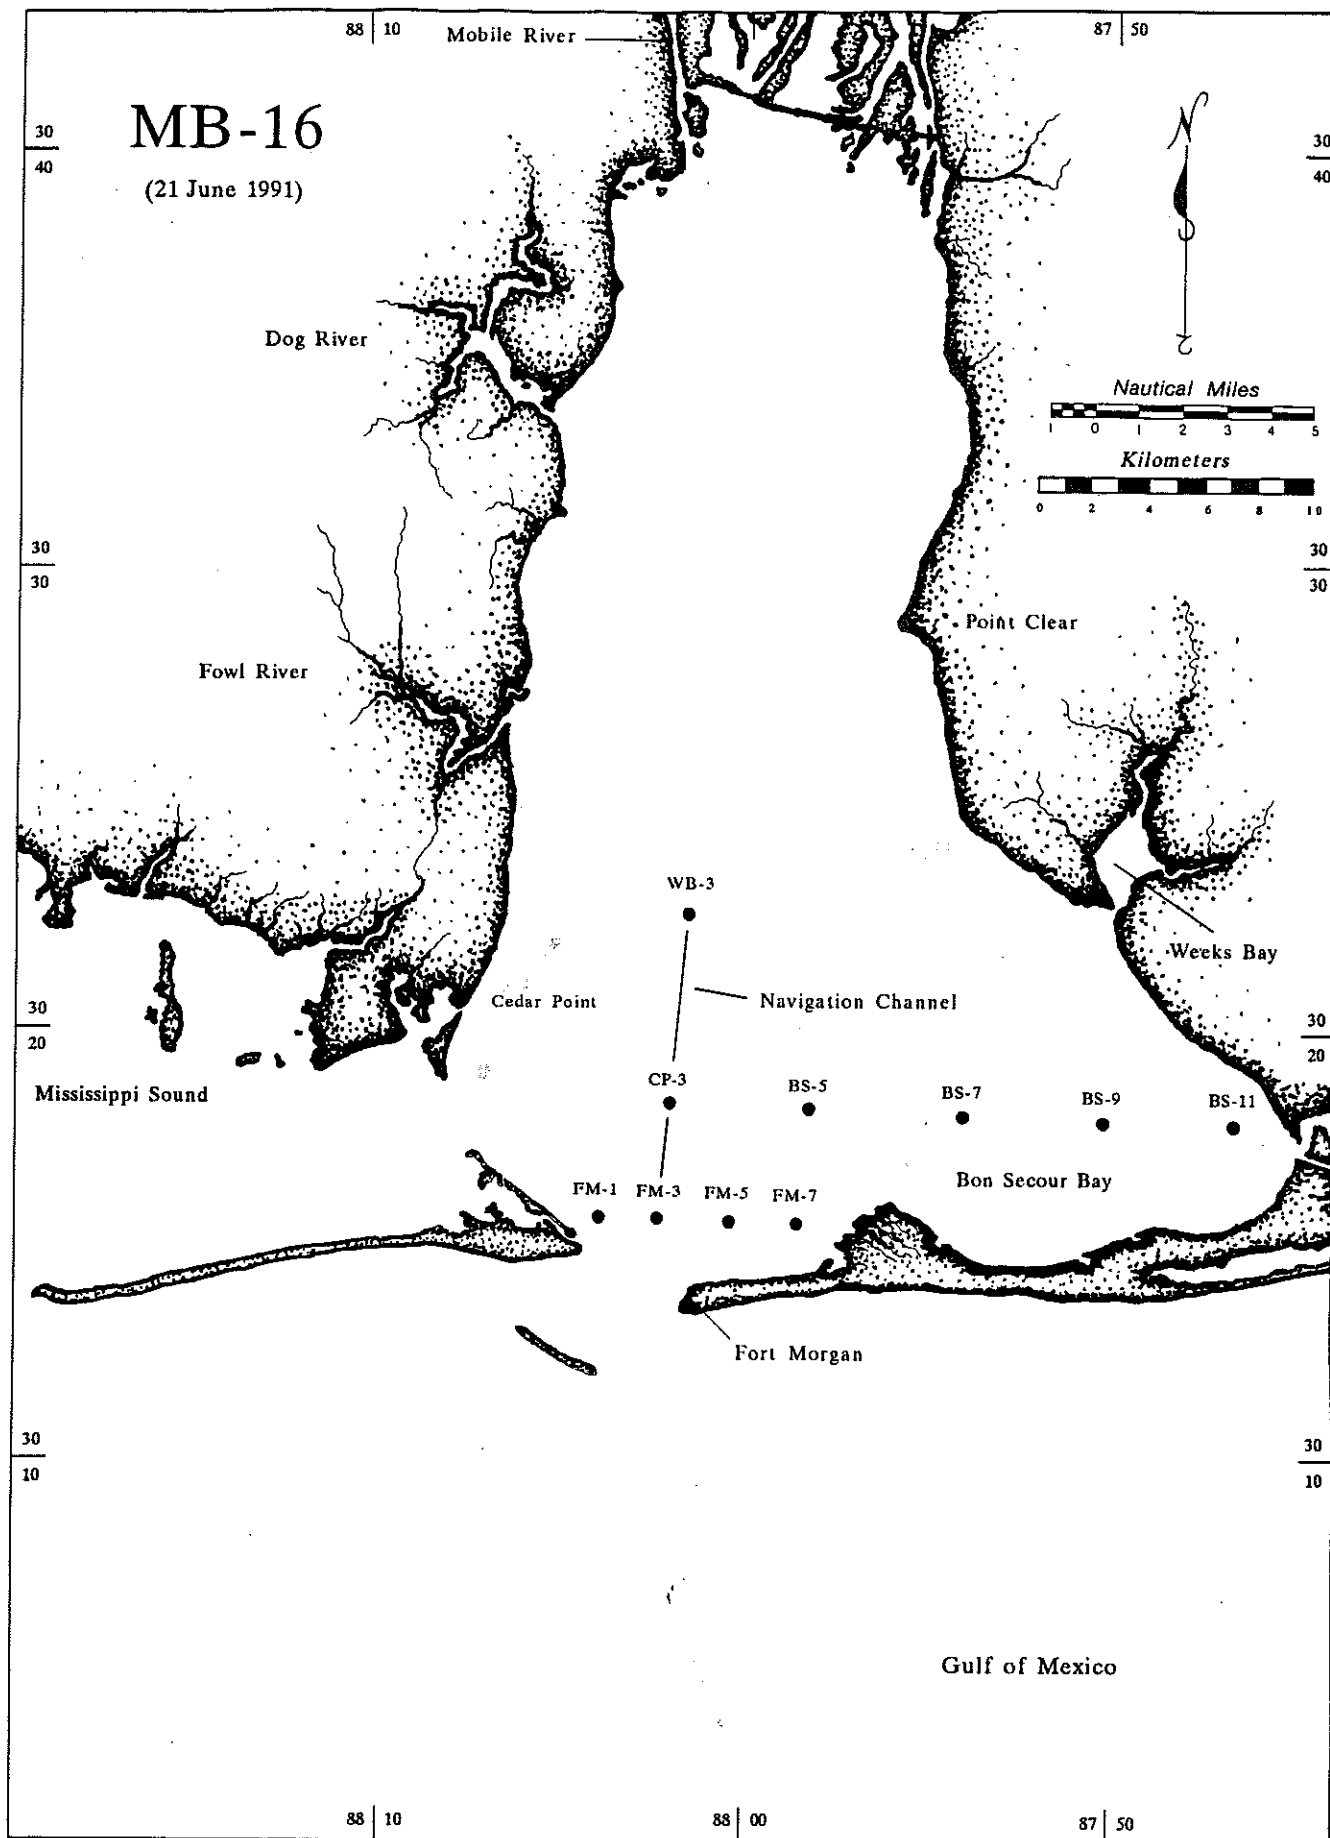 88 10
Mobile River
87 50
MB-16
(21 June 1991)
30
40
30
40
N
Dog River
Nautical Miles
1 0 1 2 3 4 5
Kilometers
0 2 4 6 8 10
30
30
30
30
Point Clear
Fowl River
WB-3
Weeks Bay
Cedar Point
Navigation Channel
30
20
30
20
Mississippi Sound
CP-3
BS-5
BS-7
BS-9
BS-11
Bon Secour Bay
FM-1
FM-3
FM-5
FM-7
Fort Morgan
30
10
30
10
Gulf of Mexico
88 10
88 00
87 50